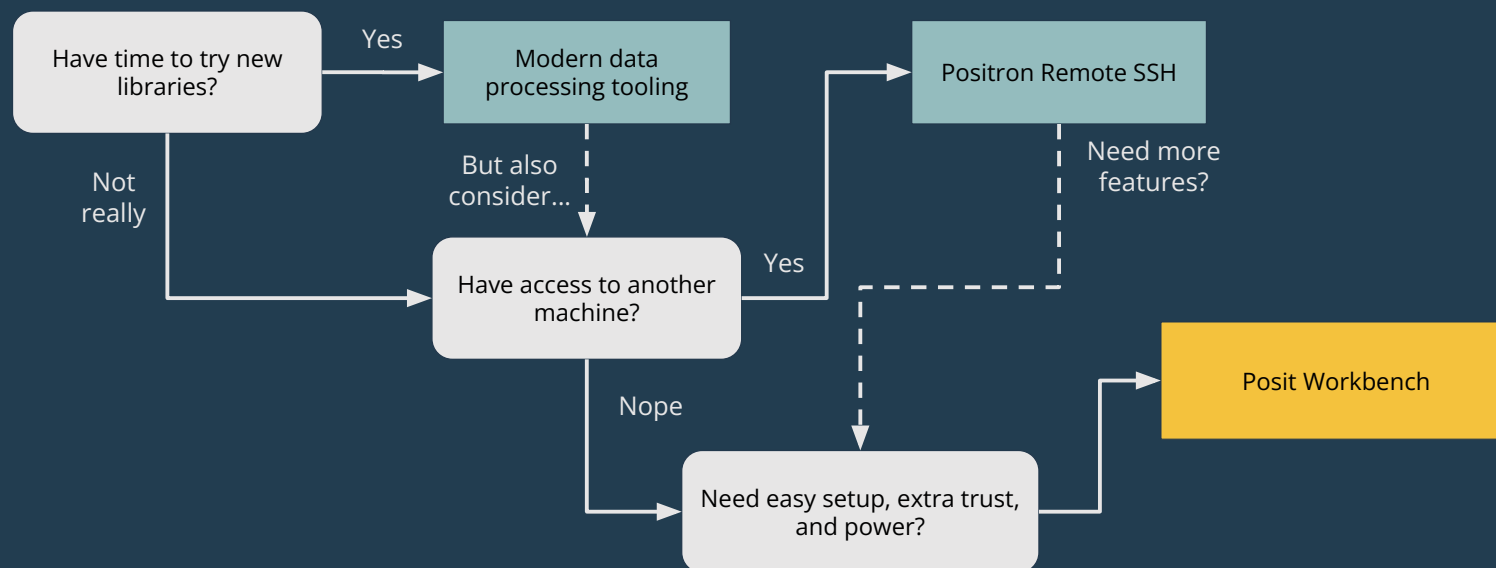 Have time to try new
libraries?
Yes
Modern data
processing tooling
Positron Remote SSH
Not
really
But also
consider...
Need more
features?
Have access to another
machine?
Yes
Nope
Posit Workbench
Need easy setup, extra trust,
and power?